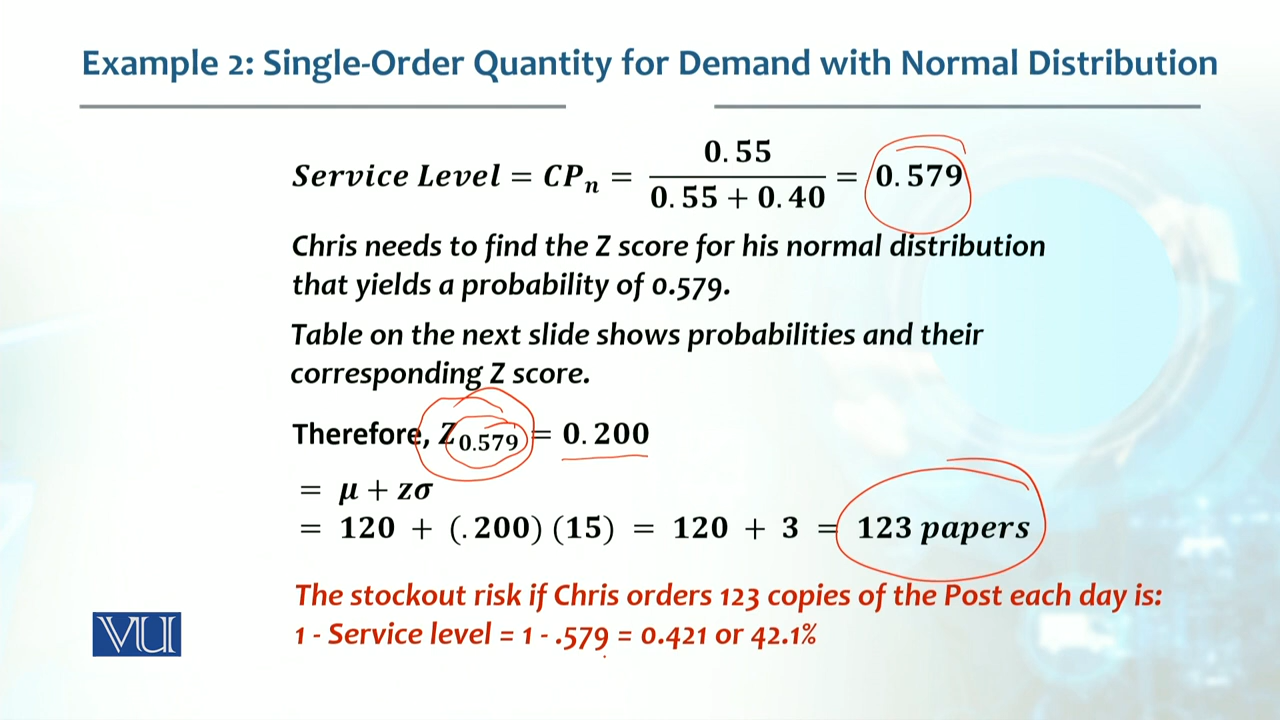 Example 2: Single-Order Quantity for Demand with Normal Distribution
Service Level = CPₙ = 0.55 / (0.55 + 0.40) = 0.579
Chris needs to find the Z score for his normal distribution
that yields a probability of 0.579.
Table on the next slide shows probabilities and their
corresponding Z score.
Therefore, Z₀.₅₇₉ = 0.200
= μ + zσ
= 120 + (.200) (15) = 120 + 3 = 123 papers
The stockout risk if Chris orders 123 copies of the Post each day is:
1 - Service level = 1 - .579 = 0.421 or 42.1%
VU